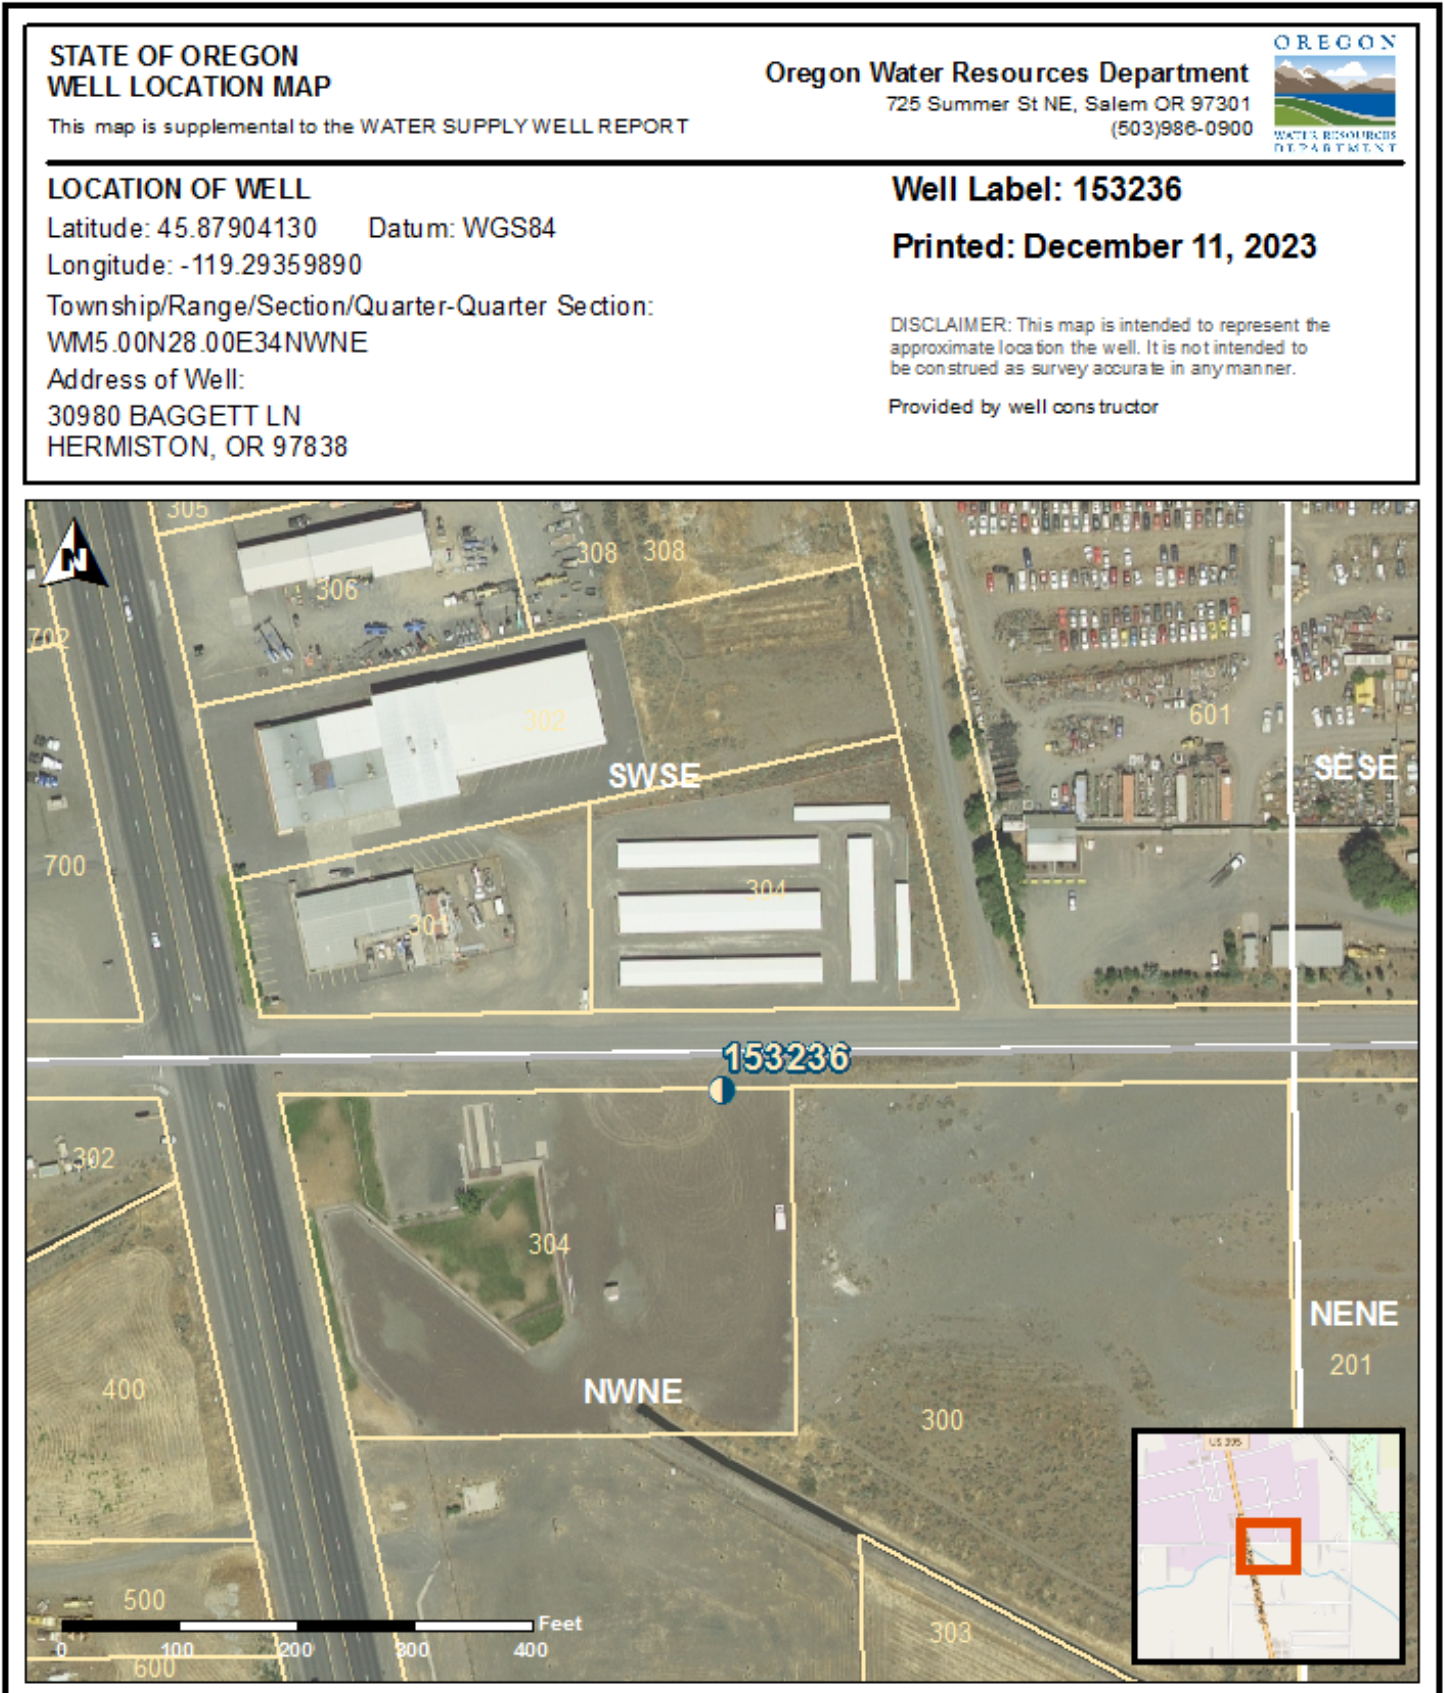 STATE OF OREGON
WELL LOCATION MAP
This map is supplemental to the WATER SUPPLY WELL REPORT
Oregon Water Resources Department
725 Summer St NE, Salem OR 97301
(503)986-0900
OREGON
WATER RESOURCES
DEPARTMENT
LOCATION OF WELL
Latitude: 45.87904130 Datum: WGS84
Longitude: -119.29359890
Township/Range/Section/Quarter-Quarter Section:
WM5.00N28.00E34NWNE
Address of Well:
30980 BAGGETT LN
HERMISTON, OR 97838
Well Label: 153236
Printed: December 11, 2023
DISCLAIMER: This map is intended to represent the
approximate location the well. It is not intended to
be construed as survey accurate in any manner.
Provided by well constructor
305
N
308 308
306
702
302
601
SWSE
SESE
700
304
301
153236
302
304
NENE
201
NWNE
400
300
US 395
500
Feet
0 100 200 300 400
303
600